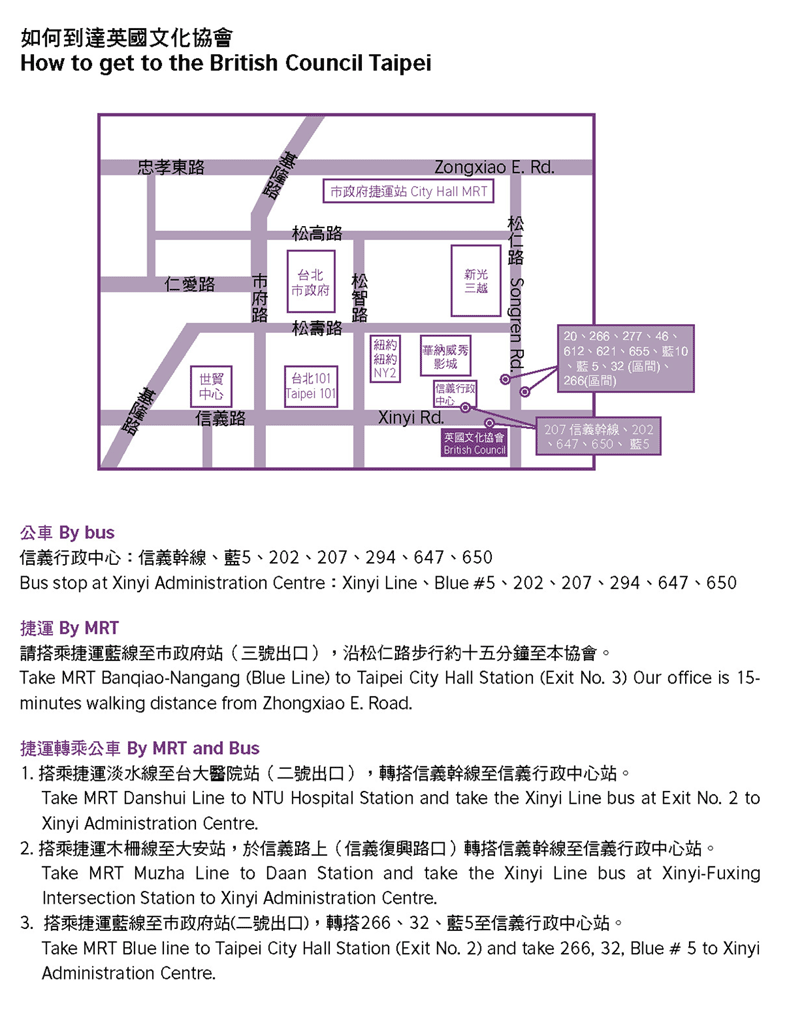 如何到達英國文化協會
How to get to the British Council Taipei
忠孝東路
基隆路
Zongxiao E. Rd.
市政府捷運站 City Hall MRT
松高路
松仁路
Songren Rd.
仁愛路
市府路
台北
市政府
松智路
新光
三越
松壽路
紐約
紐約
NY2
華納威秀
影城
20、266、277、46、
612、621、655、藍10
、藍 5、32 (區間)、
266(區間)
世貿
中心
台北101
Taipei 101
信義行政
中心
基隆路
信義路
Xinyi Rd.
英國文化協會
British Council
207 信義幹線、202
、647、650、 藍5
公車 By bus
信義行政中心：信義幹線、藍5、202、207、294、647、650
Bus stop at Xinyi Administration Centre：Xinyi Line、Blue #5、202、207、294、647、650
捷運 By MRT
請搭乘捷運藍線至市政府站（三號出口），沿松仁路步行約十五分鐘至本協會。
Take MRT Banqiao-Nangang (Blue Line) to Taipei City Hall Station (Exit No. 3) Our office is 15-
minutes walking distance from Zhongxiao E. Road.
捷運轉乘公車 By MRT and Bus
1. 搭乘捷運淡水線至台大醫院站（二號出口），轉搭信義幹線至信義行政中心站。
Take MRT Danshui Line to NTU Hospital Station and take the Xinyi Line bus at Exit No. 2 to
Xinyi Administration Centre.
2. 搭乘捷運木柵線至大安站，於信義路上（信義復興路口）轉搭信義幹線至信義行政中心站。
Take MRT Muzha Line to Daan Station and take the Xinyi Line bus at Xinyi-Fuxing
Intersection Station to Xinyi Administration Centre.
3. 搭乘捷運藍線至市政府站(二號出口)，轉搭266、32、藍5至信義行政中心站。
Take MRT Blue line to Taipei City Hall Station (Exit No. 2) and take 266, 32, Blue # 5 to Xinyi
Administration Centre.